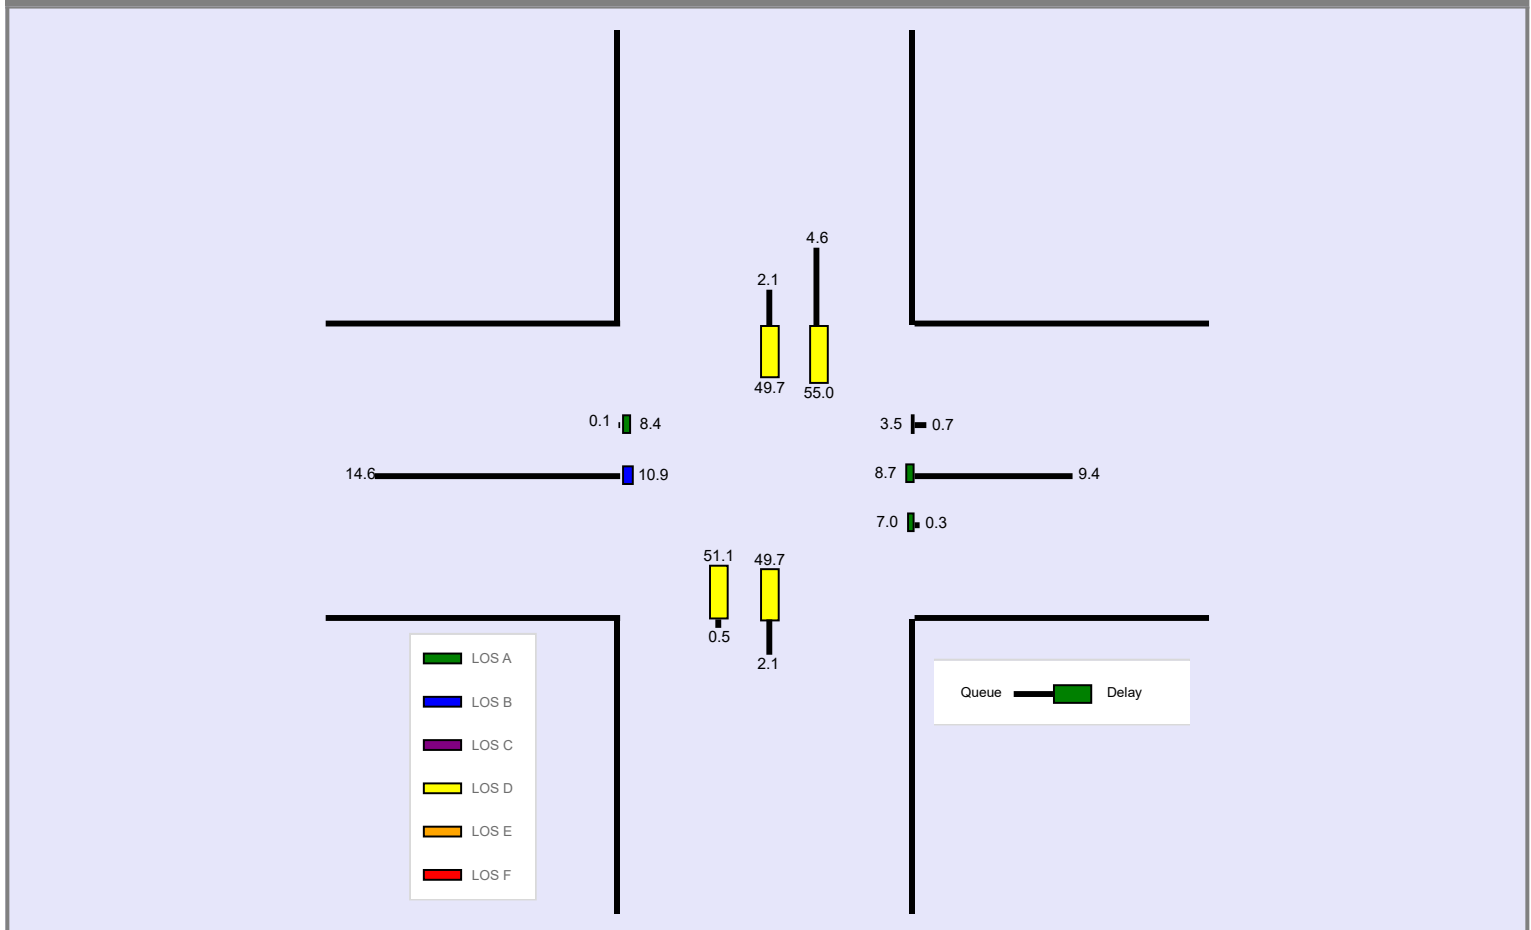 4.6
2.1
49.7
55.0
0.1 8.4
3.5 0.7
14.6 10.9
8.7 9.4
7.0 0.3
51.1 49.7
0.5
2.1
LOS A
LOS B
LOS C
LOS D
LOS E
LOS F
Queue Delay